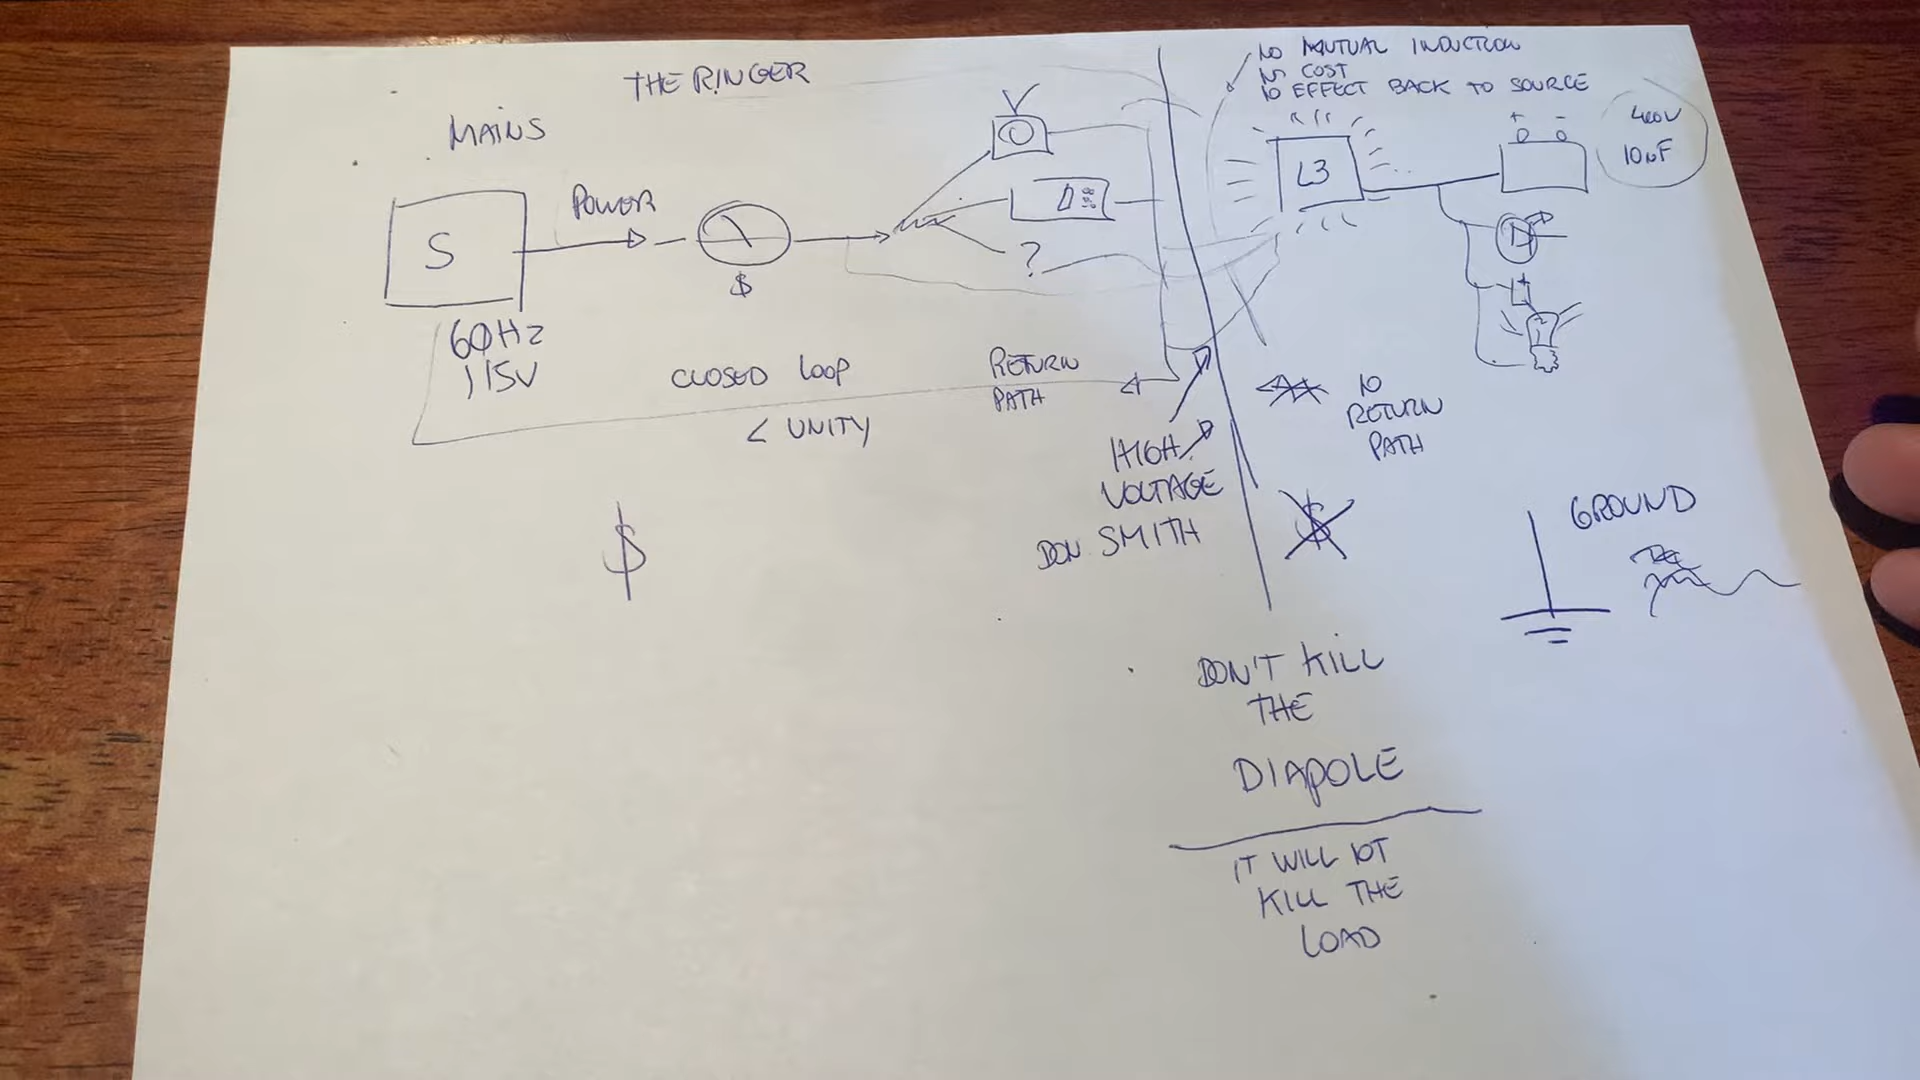 THE RINGER
MAINS
S
POWER
$
60Hz
115V
CLOSED LOOP
< UNITY
RETURN
PATH
?
$
HIGH
VOLTAGE
DON SMITH
NO MUTUAL INDUCTION
NO COST
NO EFFECT BACK TO SOURCE
L3
+ -
400V
10nF
NO
RETURN
PATH
$
GROUND
DON'T KILL
THE
DIAPOLE
IT WILL NOT
KILL THE
LOAD